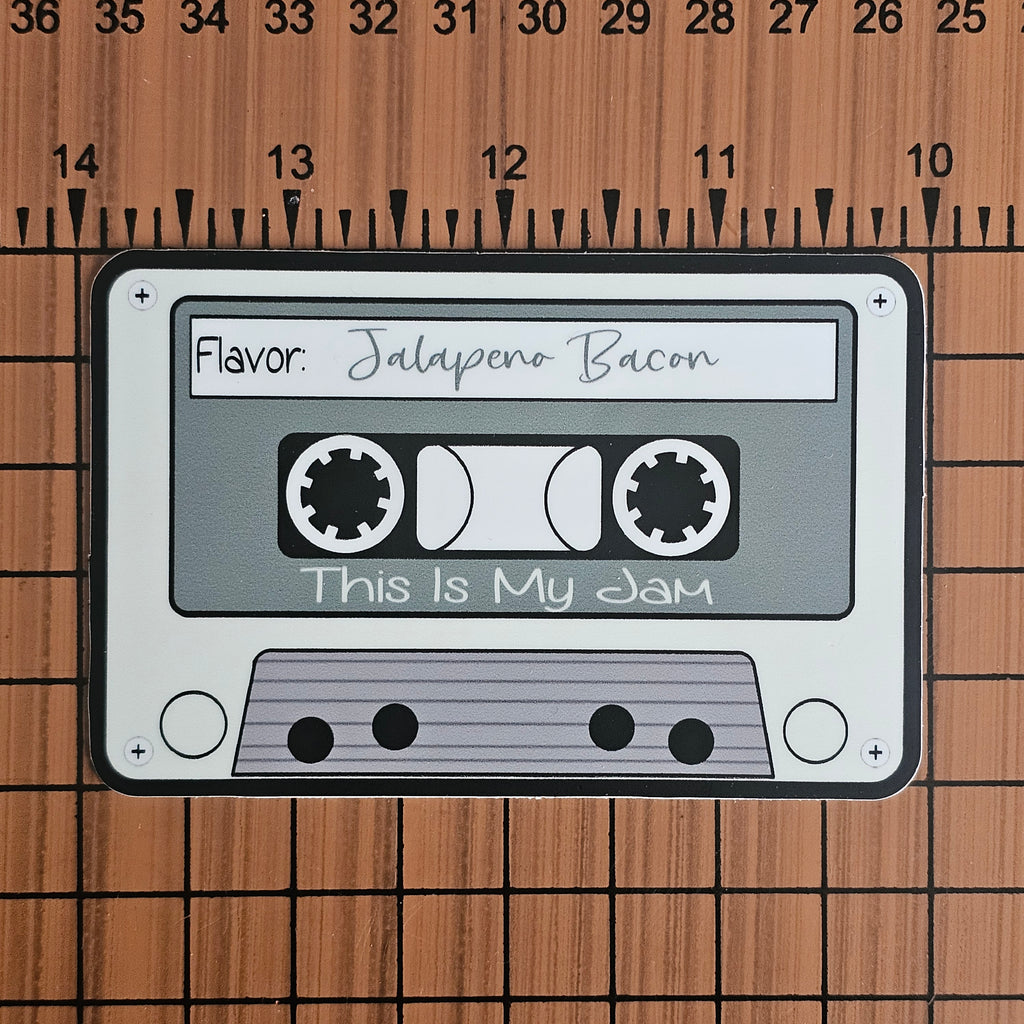 36 35 34 33 32 31 30 29 28 27 26 25
14 13 12 11 10
Flavor: Jalapeno Bacon
This Is My Jam